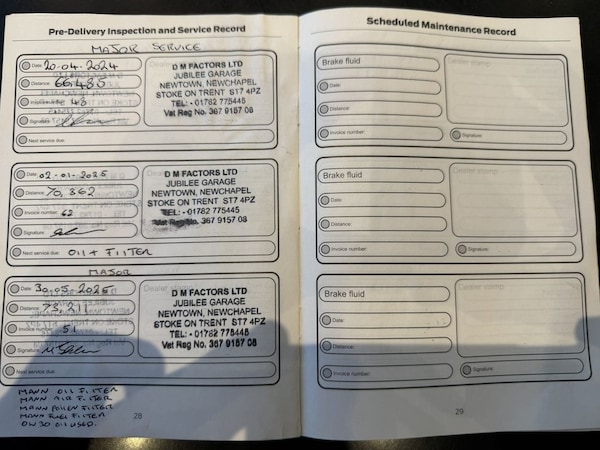 Pre-Delivery Inspection and Service Record
MAJOR SERVICE
Date: 20.04.2024
Distance: 66485
Invoice number: 48
Signature:
Next service due:
D M FACTORS LTD
JUBILEE GARAGE
NEWTOWN, NEWCHAPEL
STOKE ON TRENT ST7 4PZ
TEL: - 01782 775445
Vat Reg No. 367 9157 08
Date: 02.01.2025
Distance: 70,362
Invoice number: 62
Signature:
Next service due: OIL + FILTER
D M FACTORS LTD
JUBILEE GARAGE
NEWTOWN, NEWCHAPEL
STOKE ON TRENT ST7 4PZ
TEL: - 01782 775445
Vat Reg No. 367 9157 08
MAJOR
Date: 30.05.2025
Distance:
Invoice number: 51
Signature:
Next service due:
D M FACTORS LTD
JUBILEE GARAGE
NEWTOWN, NEWCHAPEL
STOKE ON TRENT ST7 4PZ
TEL: - 01782 775445
Vat Reg No. 367 9157 08
MANN OIL FILTER
MANN AIR FILTER
MANN POLLEN FILTER
MANN FUEL FILTER
0W30 OIL USED.
28
Scheduled Maintenance Record
Brake fluid
Date:
Distance:
Invoice number:
Dealer stamp
Signature:
Brake fluid
Date:
Distance:
Invoice number:
Dealer stamp
Signature:
Brake fluid
Date:
Distance:
Invoice number:
Dealer stamp
Signature:
29